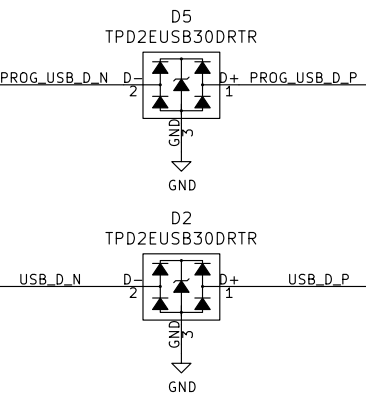 D5
TPD2EUSB30DRTR
PROG_USB_D_N D- D+ PROG_USB_D_P
2 1
GND 3
GND
D2
TPD2EUSB30DRTR
USB_D_N D- D+ USB_D_P
2 1
GND 3
GND